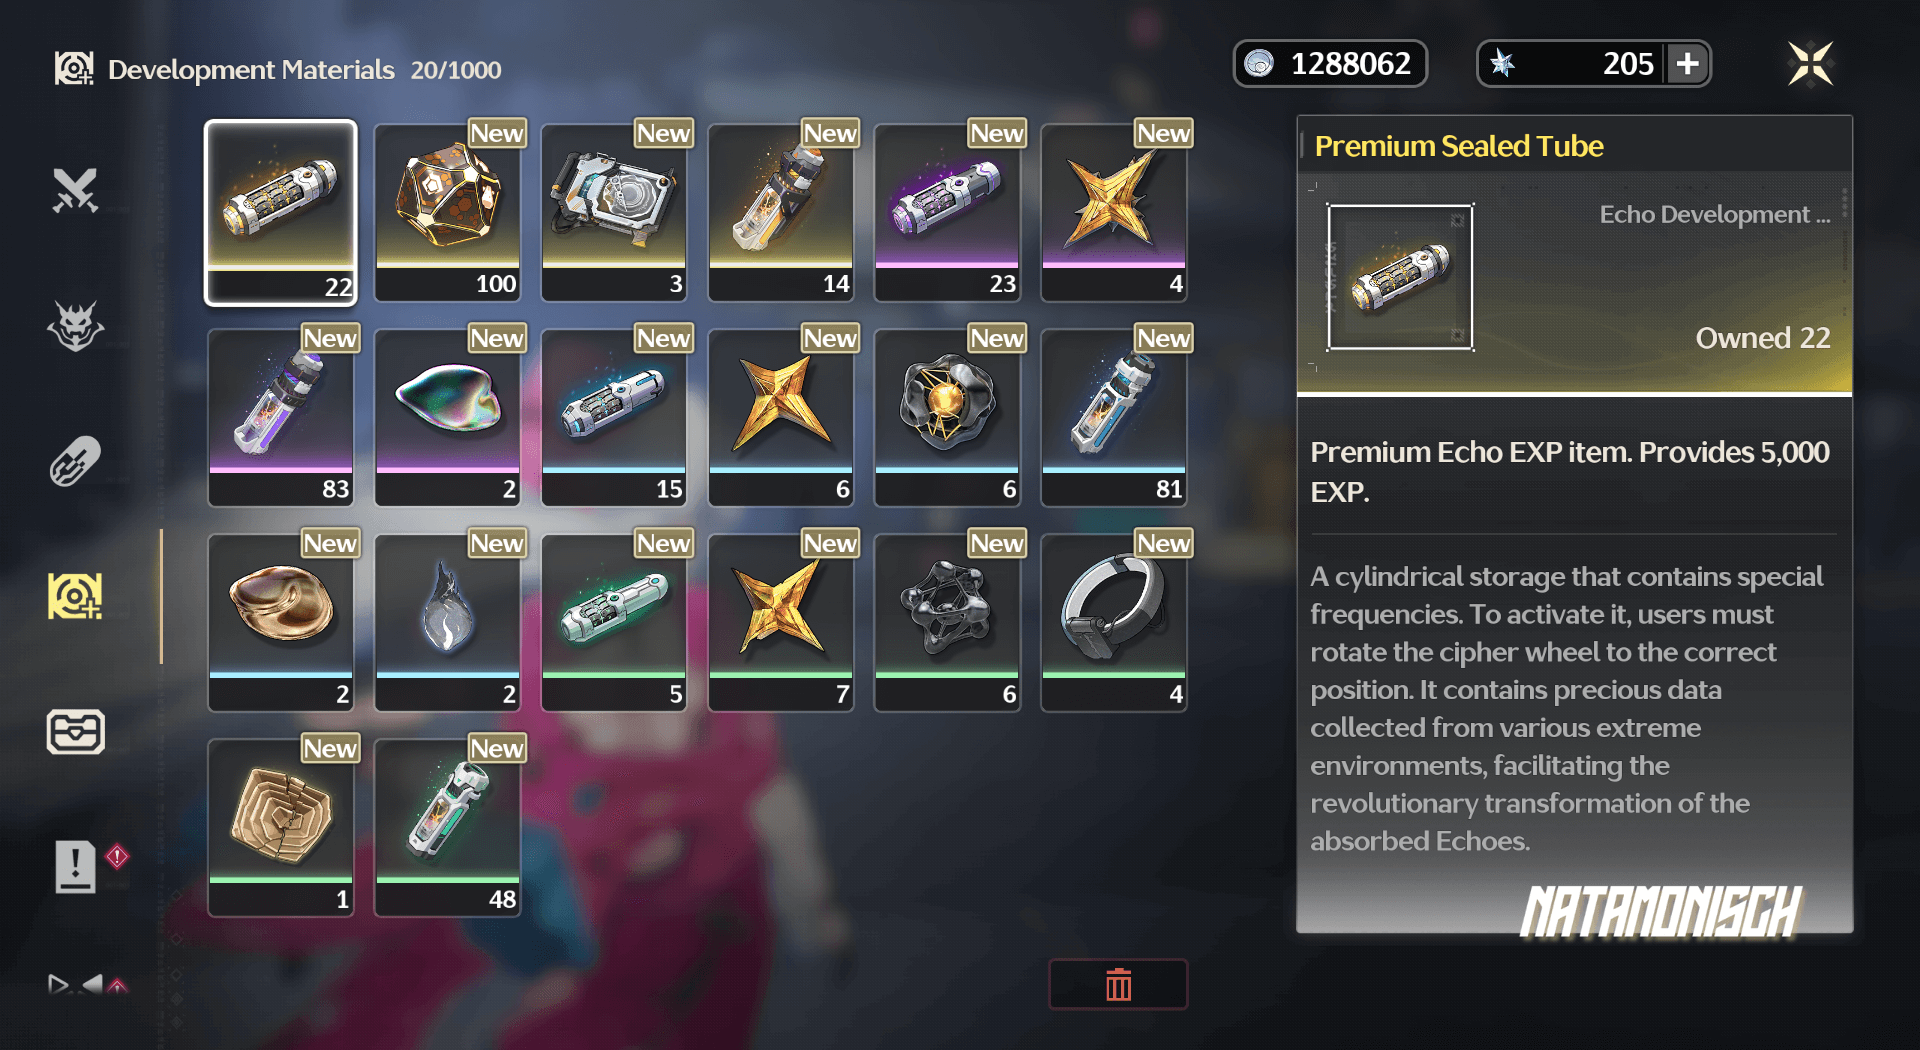 Development Materials 20/1000
1288062
205
New New New New New
22 100 3 14 23 4
New New New New New New
83 2 15 6 6 81
New New New New New New
2 2 5 7 6 4
New New
1 48
Premium Sealed Tube
Echo Development ...
Owned 22
Premium Echo EXP item. Provides 5,000
EXP.
A cylindrical storage that contains special
frequencies. To activate it, users must
rotate the cipher wheel to the correct
position. It contains precious data
collected from various extreme
environments, facilitating the
revolutionary transformation of the
absorbed Echoes.
NATAMONISCH